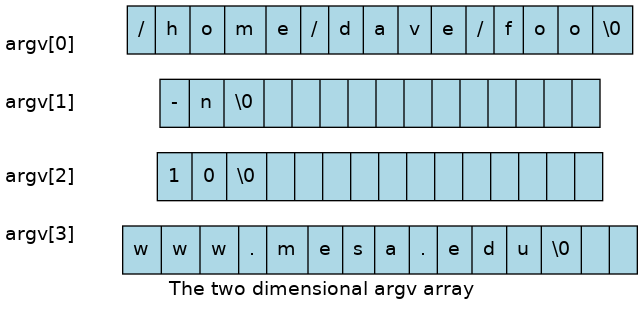 argv[0] / h o m e / d a v e / f o o \0
argv[1] - n \0
argv[2] 1 0 \0
argv[3] w w w . m e s a . e d u \0
The two dimensional argv array